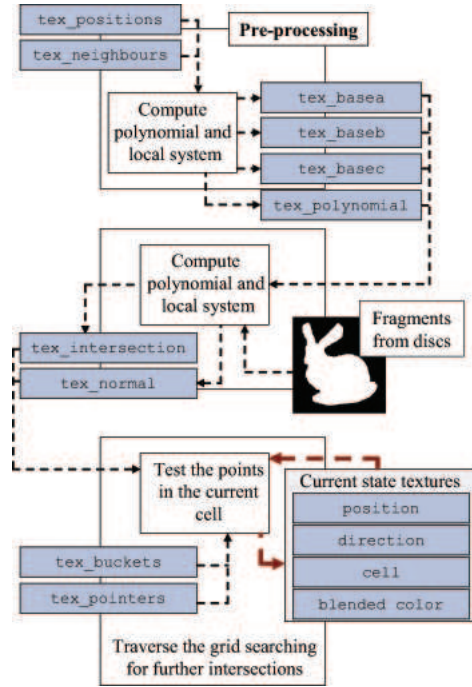 tex_positions
Pre-processing
tex_neighbours
Compute
polynomial and
local system
tex_basea
tex_baseb
tex_basec
tex_polynomial
Compute
polynomial and
local system
Fragments
from discs
tex_intersection
tex_normal
Test the points
in the current
cell
Current state textures
position
direction
cell
blended color
tex_buckets
tex_pointers
Traverse the grid searching
for further intersections